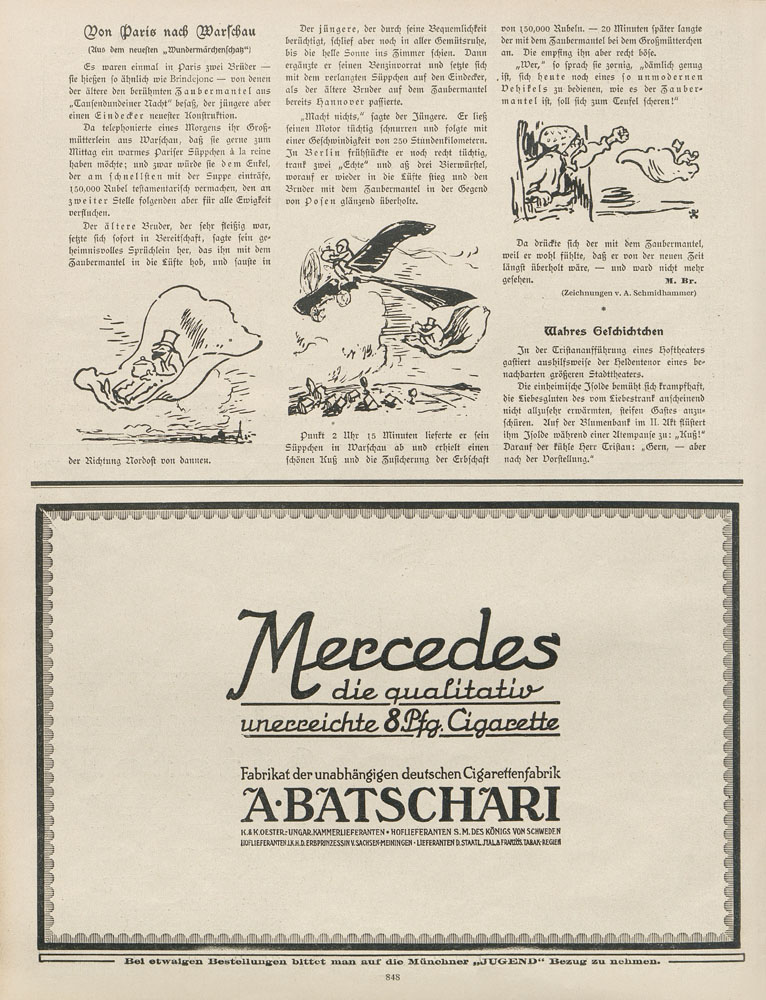 Von Paris nach Warschau
(Aus dem neuesten „Wundermärchenschatz“)
Es waren einmal in Paris zwei Brüder —
sie hießen so ähnlich wie Brindejonc — von denen
der ältere den berühmten Zaubermantel aus
„Tausendundeiner Nacht“ besaß, der jüngere aber
einen Eindecker neuester Konstruktion.
Da telephonierte eines Morgens ihr Groß-
mütterlein aus Warschau, daß sie gerne zum
Mittag ein warmes Pariser Süppchen à la reine
haben möchte; und zwar würde sie dem Enkel,
der am schnellsten mit der Suppe einträfe,
150,000 Rubel testamentarisch vermachen, den an
zweiter Stelle folgenden aber für alle Ewigkeit
verfluchen.
Der ältere Bruder, der sehr fleißig war,
setzte sich sofort in Bereitschaft, sagte sein ge-
heimnisvolles Sprüchlein her, das ihn mit dem
Zaubermantel in die Lüfte hob, und sauste in
der Richtung Nordost von dannen.
Der jüngere, der durch seine Bequemlichkeit
berüchtigt, schlief aber noch in aller Gemütsruhe,
bis die helle Sonne ins Zimmer schien. Dann
ergänzte er seinen Benzinvorrat und setzte sich
mit dem verlangten Süppchen auf den Eindecker,
als der ältere Bruder auf dem Zaubermantel
bereits Hannover passierte.
„Macht nichts,“ sagte der Jüngere. Er ließ
seinen Motor tüchtig schnurren und folgte mit
einer Geschwindigkeit von 250 Stundenkilometern.
In Berlin frühstückte er noch recht tüchtig,
trank zwei „Echte“ und aß drei Bierwürstel,
worauf er wieder in die Lüfte stieg und den
Bruder mit dem Zaubermantel in der Gegend
von Posen glänzend überholte.
Punkt 2 Uhr 15 Minuten lieferte er sein
Süppchen in Warschau ab und erhielt einen
schönen Kuß und die Zusicherung der Erbschaft
von 150,000 Rubeln. — 20 Minuten später langte
der mit dem Zaubermantel bei dem Großmütterchen
an. Die empfing ihn aber recht böse.
„Wer,“ so sprach sie zornig, „dämlich genug
ist, sich heute noch eines so unmodernen
Vehikels zu bedienen, wie es der Zauber-
mantel ist, soll sich zum Teufel scheren!“
Da drückte sich der mit dem Zaubermantel,
weil er wohl fühlte, daß er von der neuen Zeit
längst überholt wäre, — und ward nicht mehr
gesehen. M. Br.
(Zeichnungen v. A. Schmidhammer)
*
Wahres Geschichtchen
In der Tristanaufführung eines Hoftheaters
gastiert aushilfsweise der Heldentenor eines be-
nachbarten größeren Stadttheaters.
Die einheimische Isolde bemüht sich krampfhaft,
die Liebesgluten des vom Liebestrank anscheinend
nicht allzusehr erwärmten, steifen Gastes anzu-
schüren. Auf der Blumenbank im II. Akt flüstert
ihm Isolde während einer Atempause zu: „Kuß!“
Darauf der kühle Herr Tristan: „Gern, — aber
nach der Vorstellung.“
Mercedes
die qualitativ
unerreichte 8 Pfg. Cigarette
Fabrikat der unabhängigen deutschen Cigarettenfabrik
A·BATSCHARI
K. & K. OESTER.-UNGAR. KAMMERLIEFERANTEN • HOFLIEFERANTEN S. M. DES KÖNIGS VON SCHWEDEN
HOFLIEFERANTEN I.K.H.D. ERBPRINZESSIN V. SACHSEN-MEININGEN • LIEFERANTEN D. STAATL. ITAL. & FRANZÖS. TABAK-REGIEN
Bei etwaigen Bestellungen bittet man auf die Münchner „JUGEND“ Bezug zu nehmen.
848